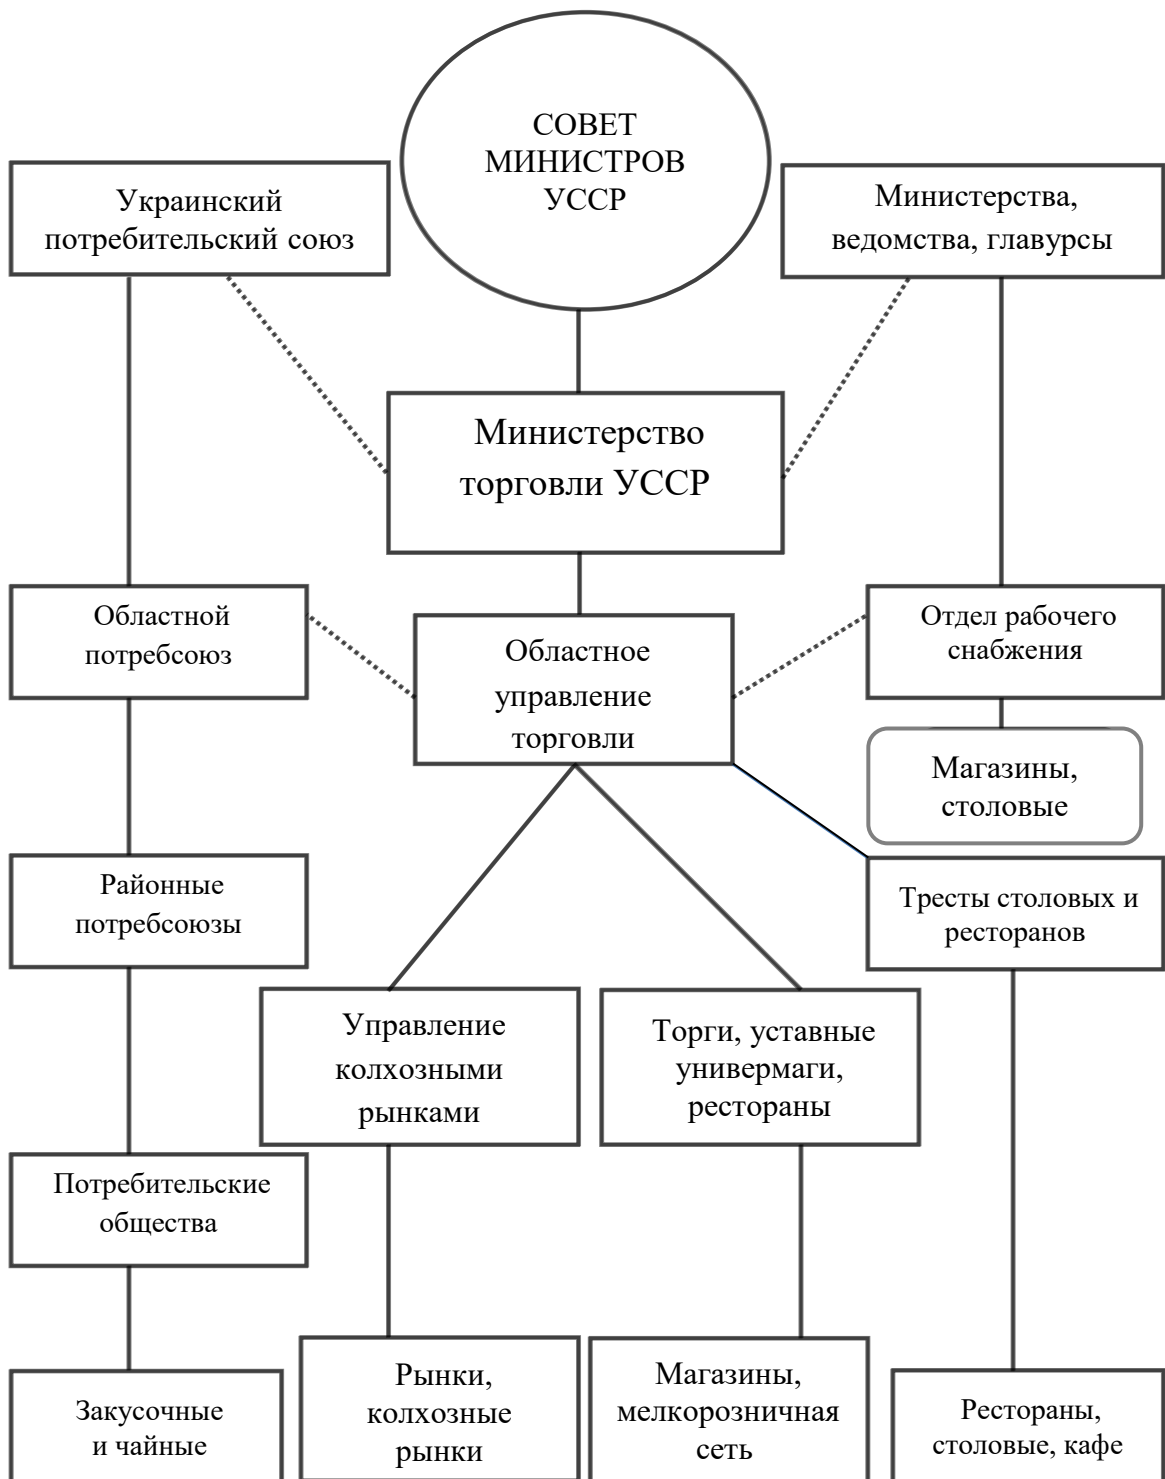 СОВЕТ
МИНИСТРОВ
УССР
Украинский
потребительский союз
Министерства,
ведомства, главурсы
Министерство
торговли УССР
Областной
потребсоюз
Областное
управление
торговли
Отдел рабочего
снабжения
Магазины,
столовые
Районные
потребсоюзы
Тресты столовых и
ресторанов
Управление
колхозными
рынками
Торги, уставные
универмаги,
рестораны
Потребительские
общества
Закусочные
и чайные
Рынки,
колхозные
рынки
Магазины,
мелкорозничная
сеть
Рестораны,
столовые, кафе